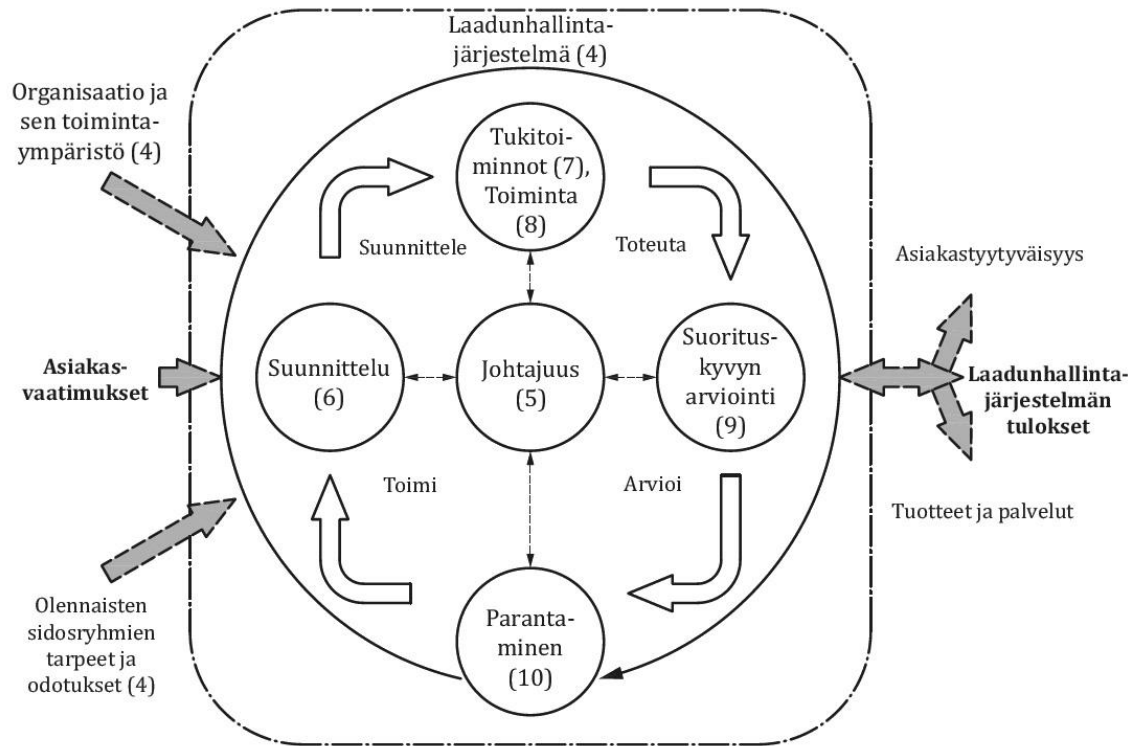 Laadunhallinta-
järjestelmä (4)
Organisaatio ja
sen toiminta-
ympäristö (4)
Tukitoi-
minnot (7),
Toiminta
(8)
Suunnittele
Toteuta
Asiakastyytyväisyys
Asiakas-
vaatimukset
Suunnittelu
(6)
Johtajuus
(5)
Suoritus-
kyvyn
arviointi
(9)
Laadunhallinta-
järjestelmän
tulokset
Toimi
Arvioi
Tuotteet ja palvelut
Olennaisten
sidosryhmien
tarpeet ja
odotukset (4)
Paranta-
minen
(10)